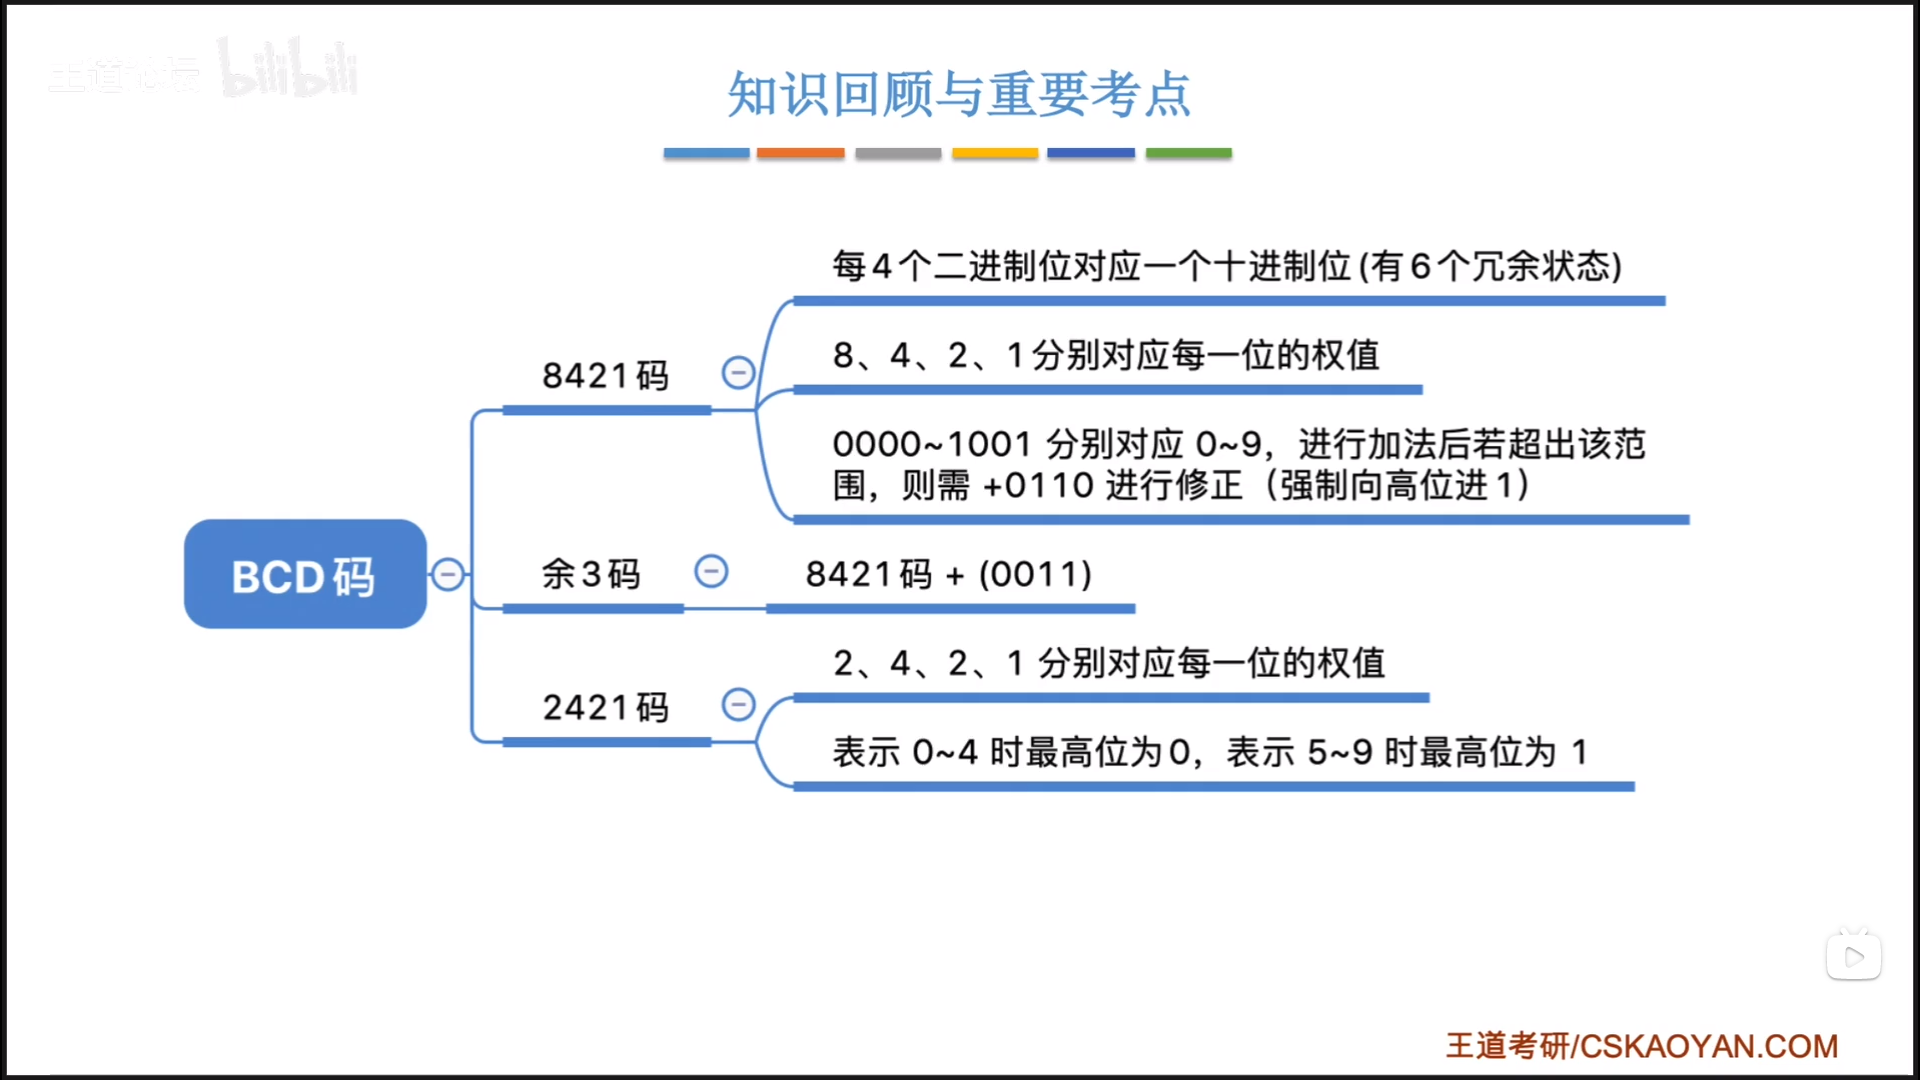 王道论坛 bilibili
知识回顾与重要考点
每4个二进制位对应一个十进制位(有6个冗余状态)
8、4、2、1分别对应每一位的权值
8421码
0000~1001 分别对应 0~9，进行加法后若超出该范
围，则需 +0110 进行修正（强制向高位进1）
BCD码
余3码
8421码 + (0011)
2、4、2、1 分别对应每一位的权值
2421码
表示 0~4 时最高位为0，表示 5~9 时最高位为 1
王道考研/CSKAOYAN.COM